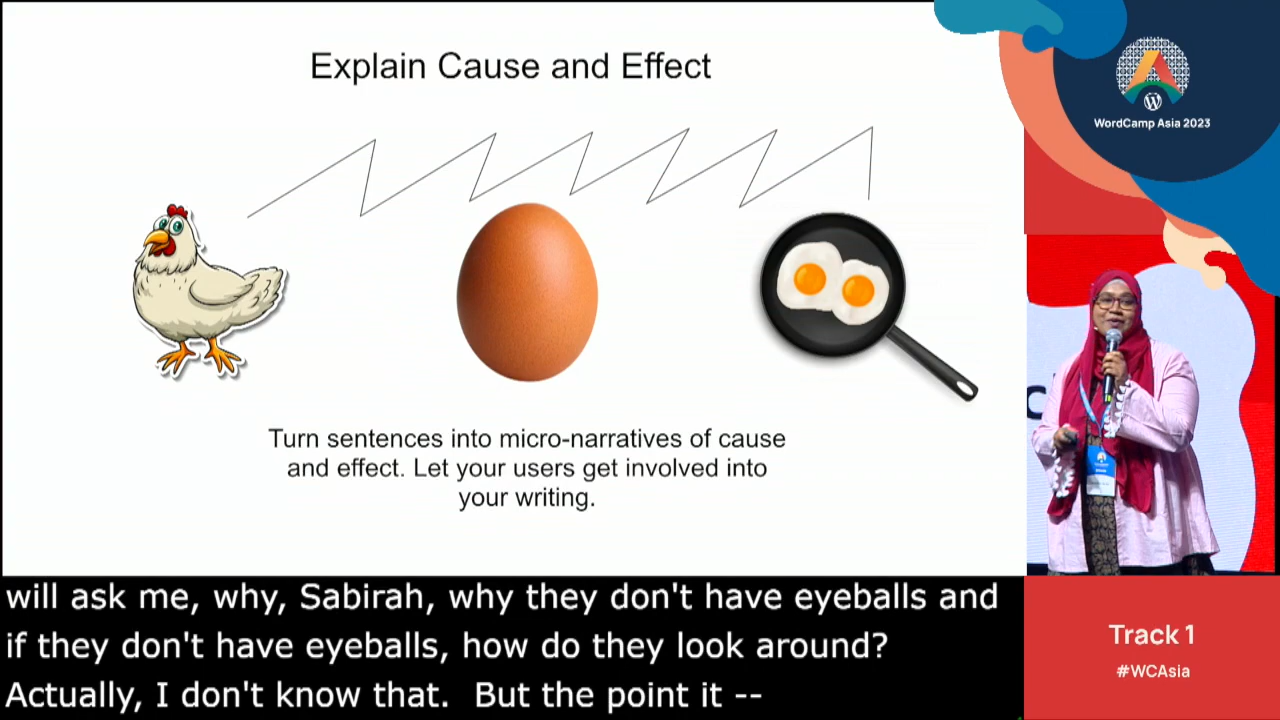 Explain Cause and Effect
WordCamp Asia 2023
Turn sentences into micro-narratives of cause
and effect. Let your users get involved into
your writing.
will ask me, why, Sabirah, why they don't have eyeballs and
if they don't have eyeballs, how do they look around?
Actually, I don't know that.  But the point it --
Track 1
#WCAsia